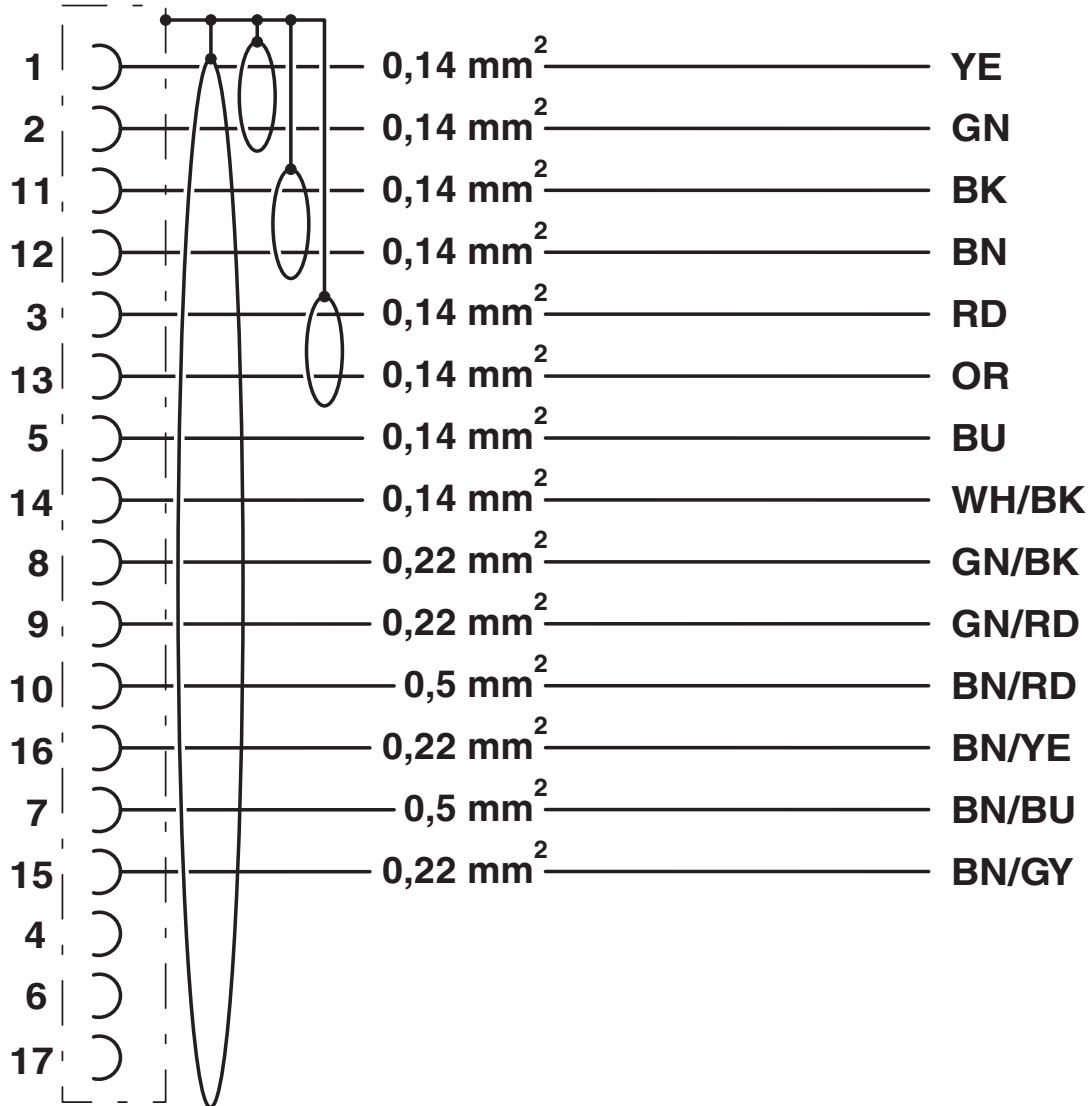 1 0,14 mm² YE
2 0,14 mm² GN
11 0,14 mm² BK
12 0,14 mm² BN
3 0,14 mm² RD
13 0,14 mm² OR
5 0,14 mm² BU
14 0,14 mm² WH/BK
8 0,22 mm² GN/BK
9 0,22 mm² GN/RD
10 0,5 mm² BN/RD
16 0,22 mm² BN/YE
7 0,5 mm² BN/BU
15 0,22 mm² BN/GY
4
6
17